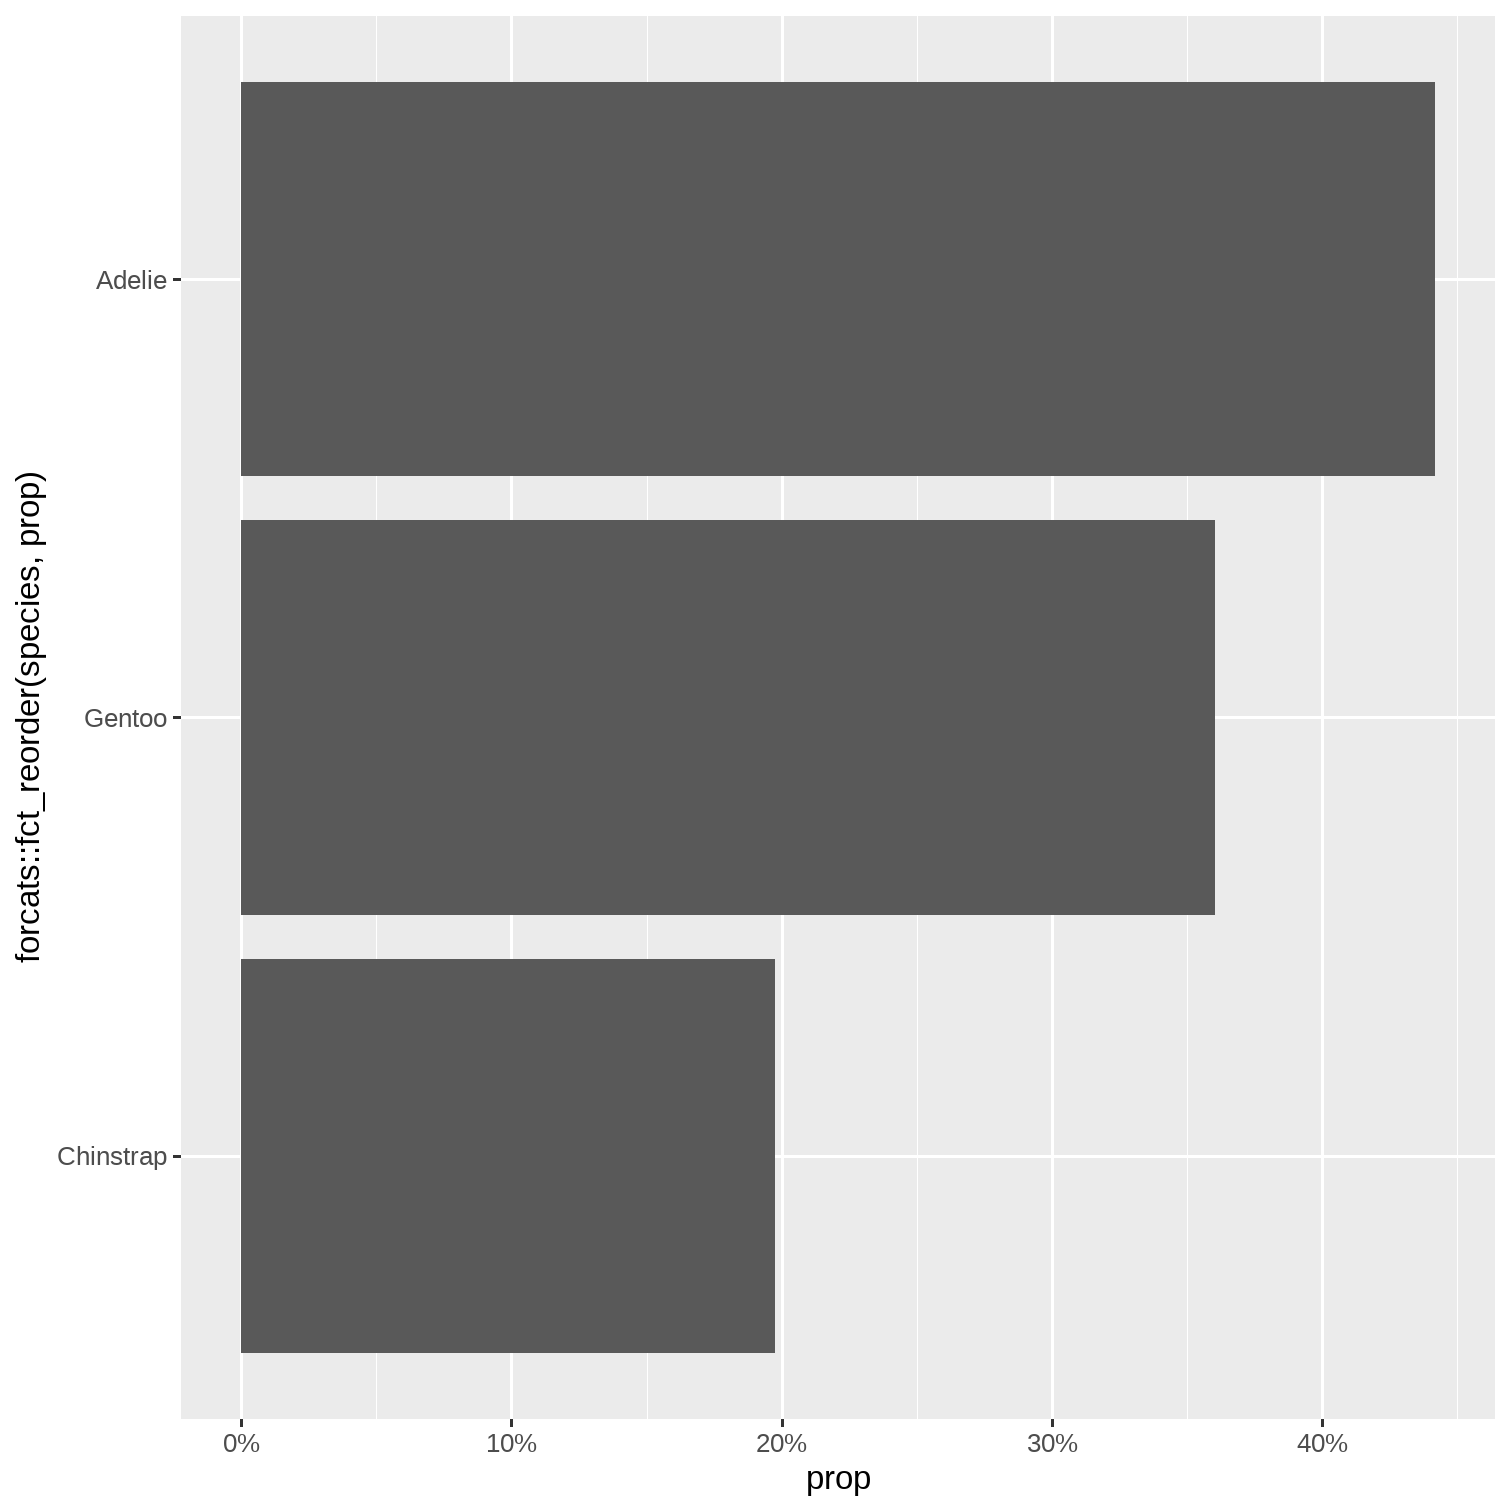 forcats::fct_reorder(species, prop)
Adelie
Gentoo
Chinstrap
0% 10% 20% 30% 40%
prop